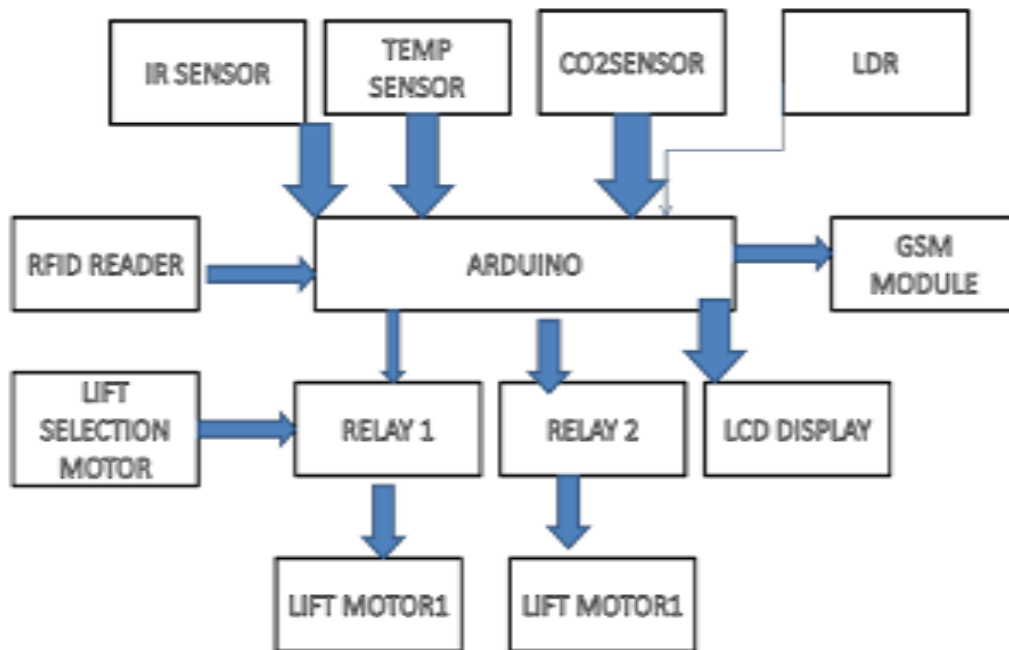 IR SENSOR
TEMP
SENSOR
CO2SENSOR
LDR
RFID READER
ARDUINO
GSM
MODULE
LIFT
SELECTION
MOTOR
RELAY 1
RELAY 2
LCD DISPLAY
LIFT MOTOR1
LIFT MOTOR1